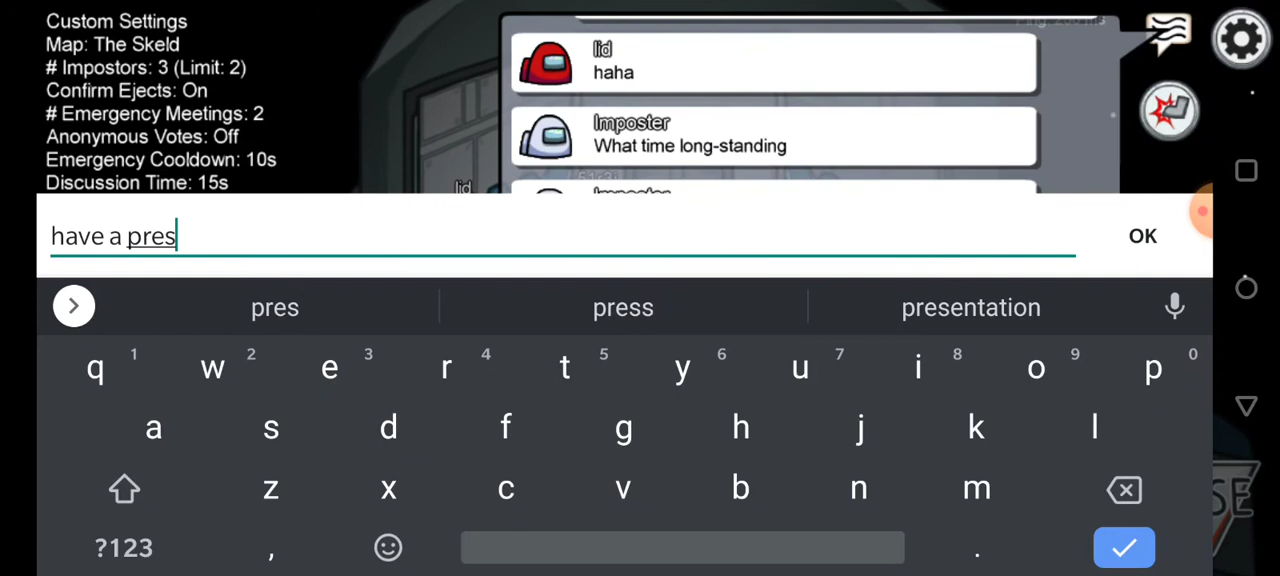 Custom Settings
Map: The Skeld
# Impostors: 3 (Limit: 2)
Confirm Ejects: On
# Emergency Meetings: 2
Anonymous Votes: Off
Emergency Cooldown: 10s
Discussion Time: 15s
lid
haha
Imposter
What time long-standing
Imposter
lid
have a pres
OK
pres press presentation
q 1 w 2 e 3 r 4 t 5 y 6 u 7 i 8 o 9 p 0
a s d f g h j k l
z x c v b n m
?123 , .